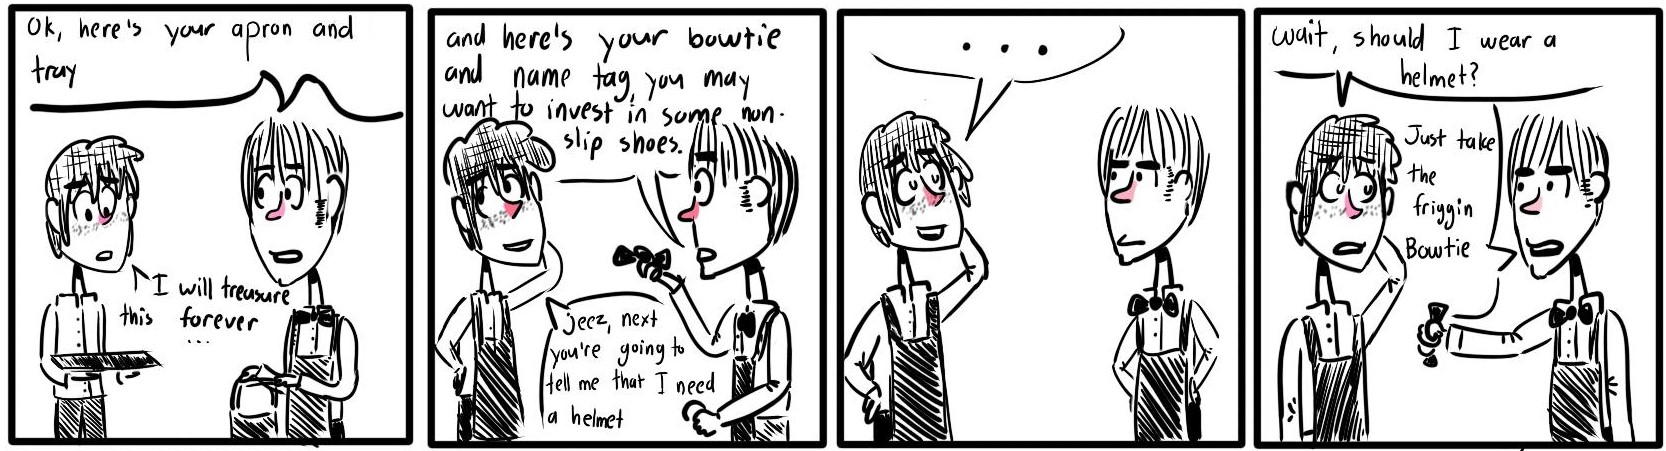 Ok, here's your apron and
tray
I will treasure
this forever
...
and here's your bowtie
and name tag, you may
want to invest in some non-
slip shoes.
Jeez, next
you're going to
tell me that I need
a helmet
...
wait, should I wear a
helmet?
Just take
the
friggin
Bowtie